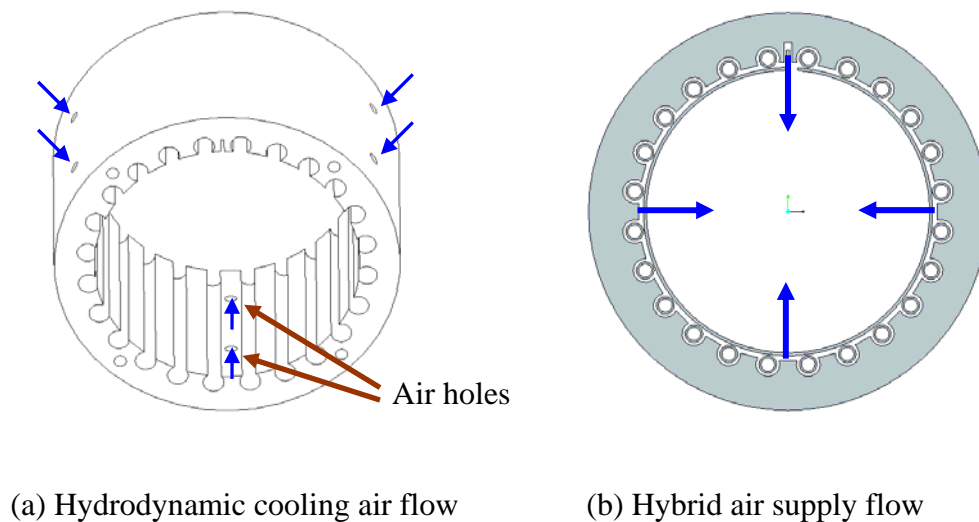 Air holes
(a) Hydrodynamic cooling air flow
(b) Hybrid air supply flow